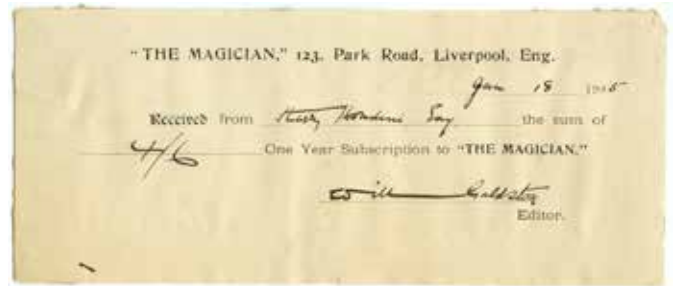 "THE MAGICIAN," 123, Park Road, Liverpool, Eng.
Jan 18 1905
Received from Harry Houdini Esq the sum of
4/6 One Year Subscription to "THE MAGICIAN."
Will Goldston
Editor.